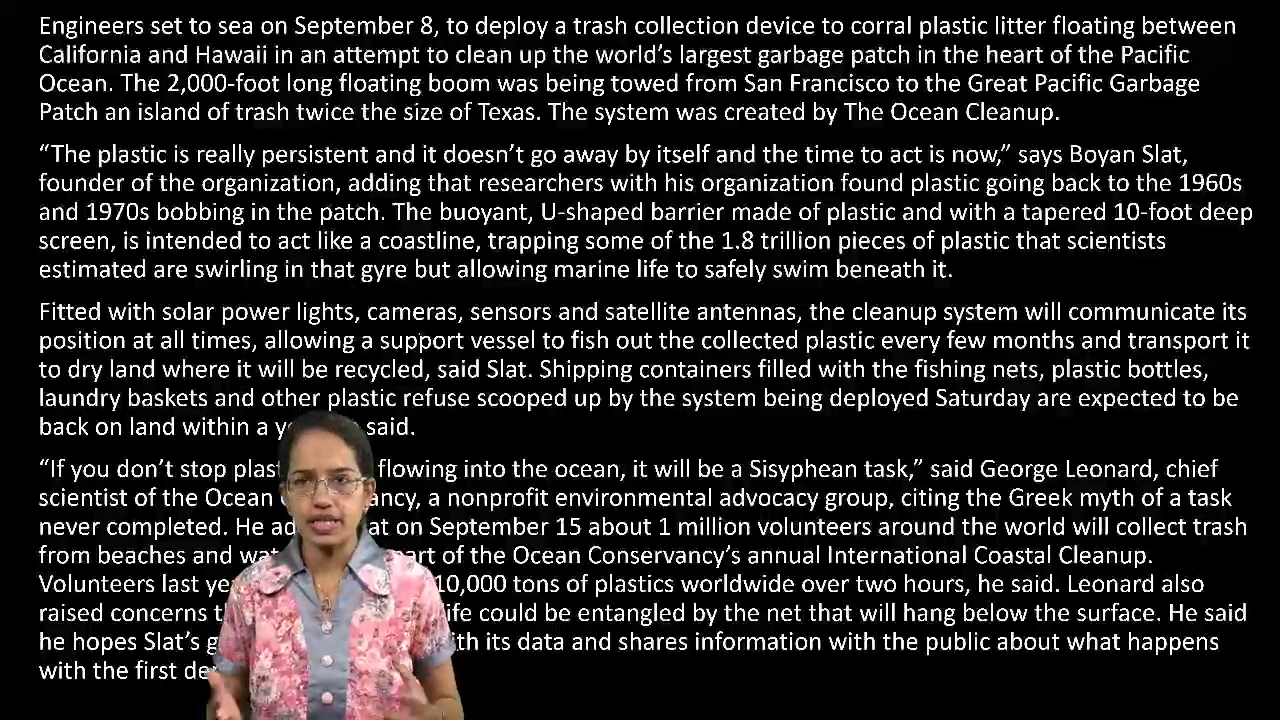 Engineers set to sea on September 8, to deploy a trash collection device to corral plastic litter floating between
California and Hawaii in an attempt to clean up the world’s largest garbage patch in the heart of the Pacific
Ocean. The 2,000-foot long floating boom was being towed from San Francisco to the Great Pacific Garbage
Patch an island of trash twice the size of Texas. The system was created by The Ocean Cleanup.
“The plastic is really persistent and it doesn’t go away by itself and the time to act is now,” says Boyan Slat,
founder of the organization, adding that researchers with his organization found plastic going back to the 1960s
and 1970s bobbing in the patch. The buoyant, U-shaped barrier made of plastic and with a tapered 10-foot deep
screen, is intended to act like a coastline, trapping some of the 1.8 trillion pieces of plastic that scientists
estimated are swirling in that gyre but allowing marine life to safely swim beneath it.
Fitted with solar power lights, cameras, sensors and satellite antennas, the cleanup system will communicate its
position at all times, allowing a support vessel to fish out the collected plastic every few months and transport it
to dry land where it will be recycled, said Slat. Shipping containers filled with the fishing nets, plastic bottles,
laundry baskets and other plastic refuse scooped up by the system being deployed Saturday are expected to be
back on land within a said.
“If you don’t stop flowing into the ocean, it will be a Sisyphean task,” said George Leonard, chief
scientist of the Ocean a nonprofit environmental advocacy group, citing the Greek myth of a task
never completed. He on September 15 about 1 million volunteers around the world will collect trash
from beaches and of the Ocean Conservancy’s annual International Coastal Cleanup.
Volunteers last 10,000 tons of plastics worldwide over two hours, he said. Leonard also
raised concerns could be entangled by the net that will hang below the surface. He said
he hopes Slat’s its data and shares information with the public about what happens
with the first